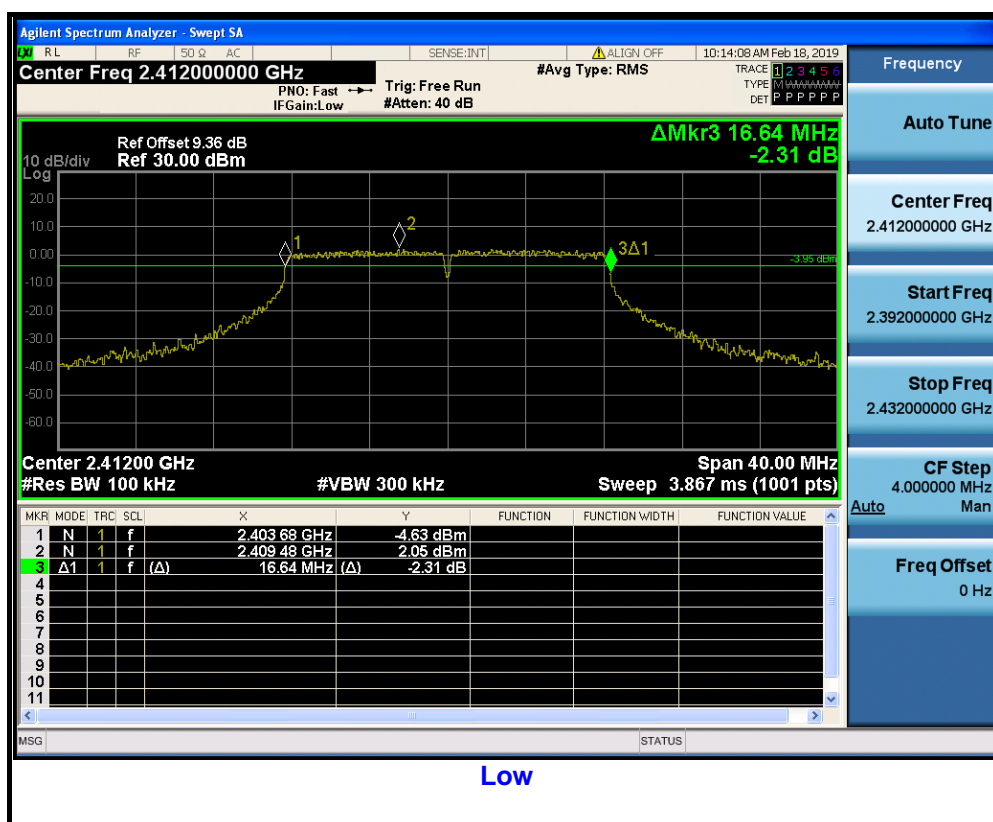 Agilent Spectrum Analyzer - Swept SA
LXI RL RF 50 Ω AC SENSE:INT ALIGN OFF 10:14:08 AM Feb 18, 2019
Center Freq 2.412000000 GHz
PNO: Fast
IFGain:Low
Trig: Free Run
#Atten: 40 dB
#Avg Type: RMS
TRACE 1 2 3 4 5 6
TYPE M W W W W W
DET P P P P P P
Ref Offset 9.36 dB
Ref 30.00 dBm
10 dB/div
Log
ΔMkr3 16.64 MHz
-2.31 dB
20.0
10.0
0.00
-10.0
-20.0
-30.0
-40.0
-50.0
-60.0
1
2
3Δ1
-3.95 dBm
Center 2.41200 GHz Span 40.00 MHz
#Res BW 100 kHz #VBW 300 kHz Sweep 3.867 ms (1001 pts)
MKR MODE TRC SCL X Y FUNCTION FUNCTION WIDTH FUNCTION VALUE
1 N 1 f 2.403 68 GHz -4.63 dBm
2 N 1 f 2.409 48 GHz 2.05 dBm
3 Δ1 1 f (Δ) 16.64 MHz (Δ) -2.31 dB
4
5
6
7
8
9
10
11
MSG STATUS
Frequency
Auto Tune
Center Freq
2.412000000 GHz
Start Freq
2.392000000 GHz
Stop Freq
2.432000000 GHz
CF Step
4.000000 MHz
Auto Man
Freq Offset
0 Hz
Low